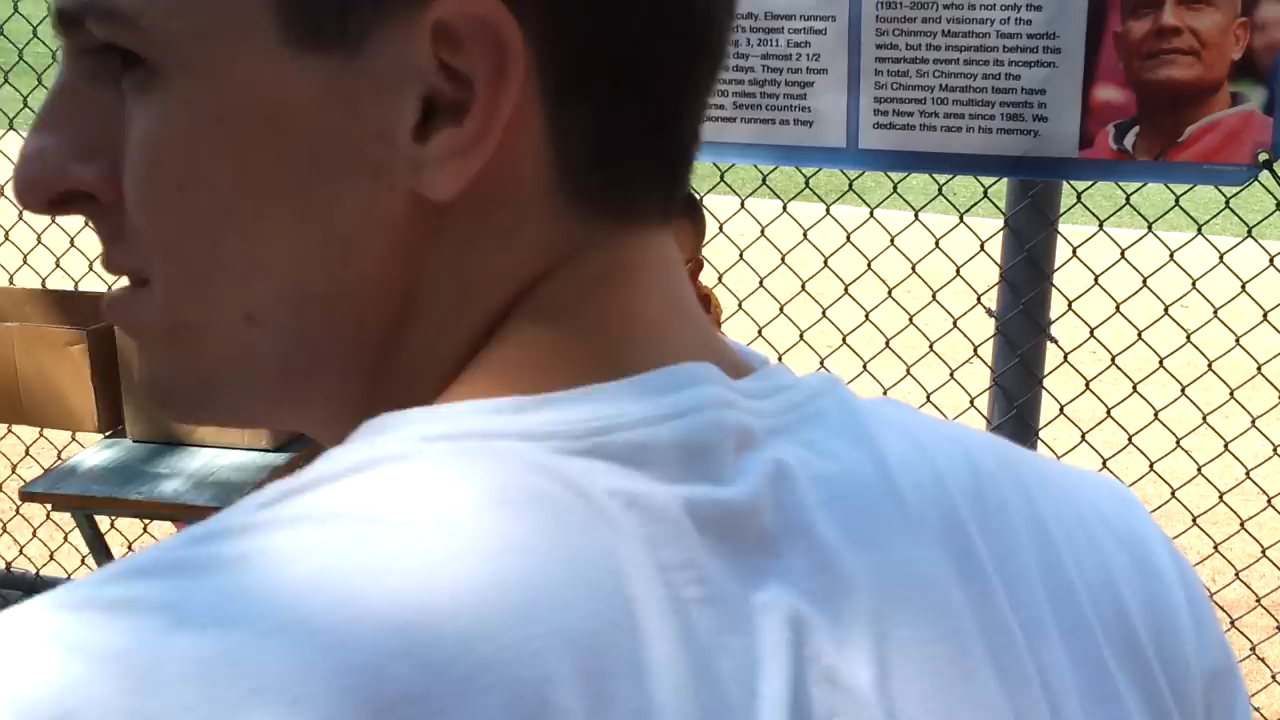 culty. Eleven runners
d's longest certified
ug. 3, 2011. Each
day—almost 2 1/2
days. They run from
ourse slightly longer
00 miles they must
rse. Seven countries
pioneer runners as they
(1931–2007) who is not only the
founder and visionary of the
Sri Chinmoy Marathon Team world-
wide, but the inspiration behind this
remarkable event since its inception.
In total, Sri Chinmoy and the
Sri Chinmoy Marathon team have
sponsored 100 multiday events in
the New York area since 1985. We
dedicate this race in his memory.